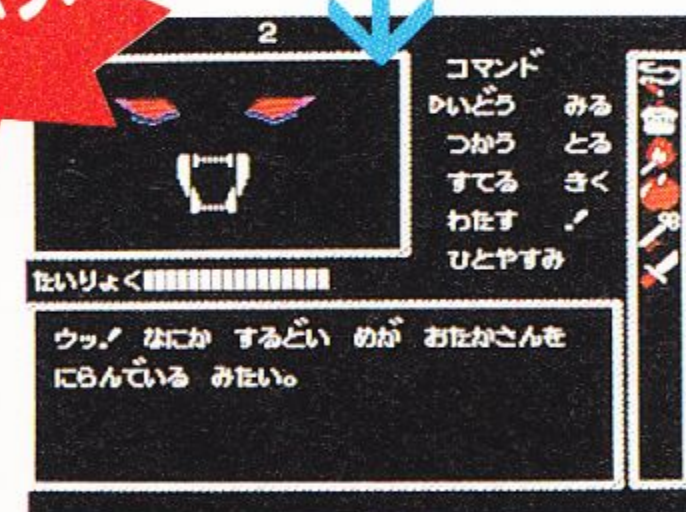 2
コマンド
▷いどう みる
つかう とる
すてる きく
わたす !
ひとやすみ
98
たいりょく
ウッ! なにか するどい めが おたかさんを
にらんでいる みたい。